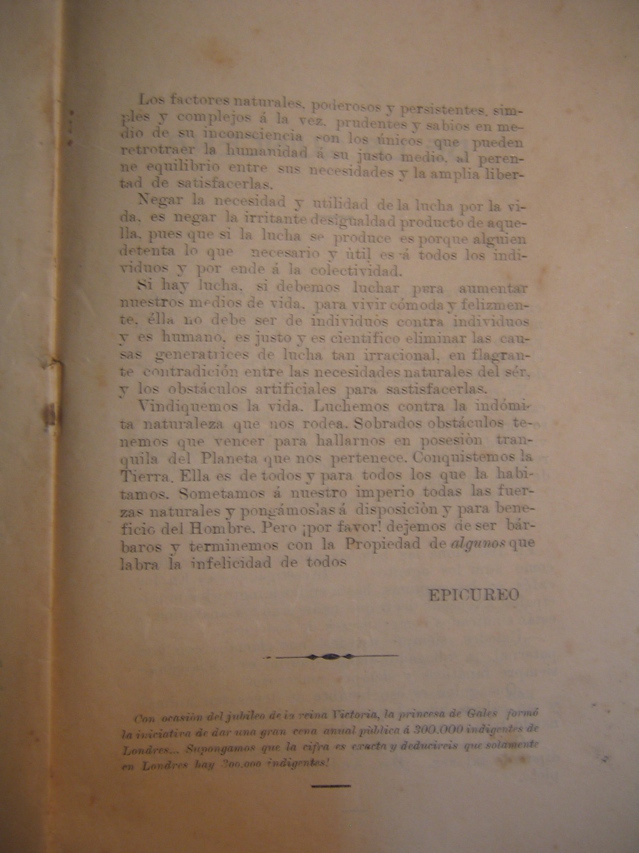 Los factores naturales, poderosos y persistentes, sim-
ples y complejos á la vez, prudentes y sabios en me-
dio de su inconsciencia son los únicos que pueden
retrotraer la humanidad á su justo medio, al peren-
ne equilibrio entre sus necesidades y la amplia liber-
tad de satisfacerlas.
Negar la necesidad y utilidad de la lucha por la vi-
da, es negar la irritante desigualdad producto de aque-
lla, pues que si la lucha se produce es porque alguien
detenta lo que necesario y útil es á todos los indi-
viduos y por ende á la colectividad.
Si hay lucha, si debemos luchar para aumentar
nuestros medios de vida, para vivir cómoda y felizmen-
te, élla no debe ser de individuos contra individuos
y es humano, es justo y es científico eliminar las cau-
sas generatrices de lucha tan irracional, en flagran-
te contradición entre las necesidades naturales del sér,
y los obstáculos artificiales para sastisfacerlas.
Vindiquemos la vida. Luchemos contra la indómi-
ta naturaleza que nos rodea. Sobrados obstáculos te-
nemos que vencer para hallarnos en posesión tran-
quila del Planeta que nos pertenece. Conquistemos la
Tierra. Ella es de todos y para todos los que la habi-
tamos. Sometamos á nuestro imperio todas las fuer-
zas naturales y pongámoslas á disposición y para bene-
ficio del Hombre. Pero ¡por favor! dejemos de ser bár-
baros y terminemos con la Propiedad de algunos que
labra la infelicidad de todos
EPICUREO
Con ocasión del jubileo de la reina Victoria, la princesa de Gales formó
la iniciativa de dar una gran cena anual pública á 300.000 indigentes de
Londres... Supongamos que la cifra es exacta y deducireis que solamente
en Londres hay 300.000 indigentes!